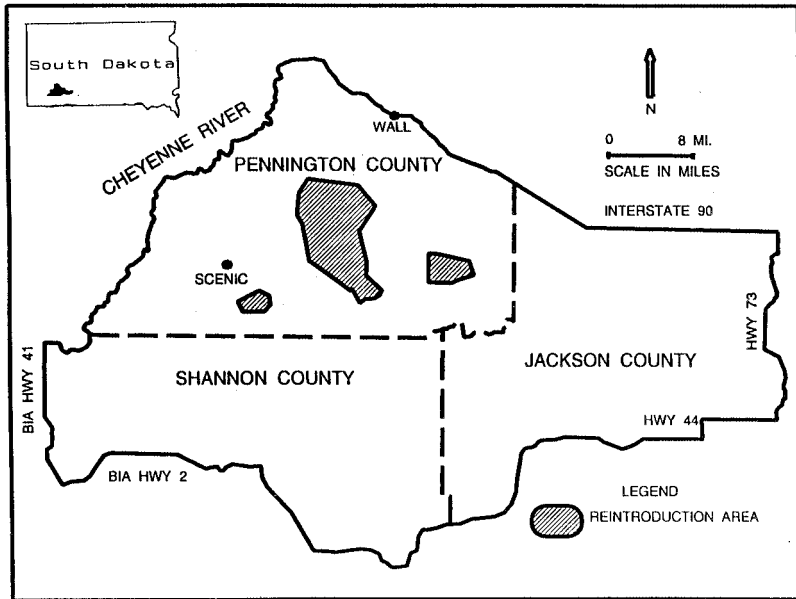 South Dakota
CHEYENNE RIVER
WALL
PENNINGTON COUNTY
N
0 8 MI.
SCALE IN MILES
INTERSTATE 90
SCENIC
HWY 73
BIA HWY 41
SHANNON COUNTY
JACKSON COUNTY
HWY 44
BIA HWY 2
LEGEND
REINTRODUCTION AREA